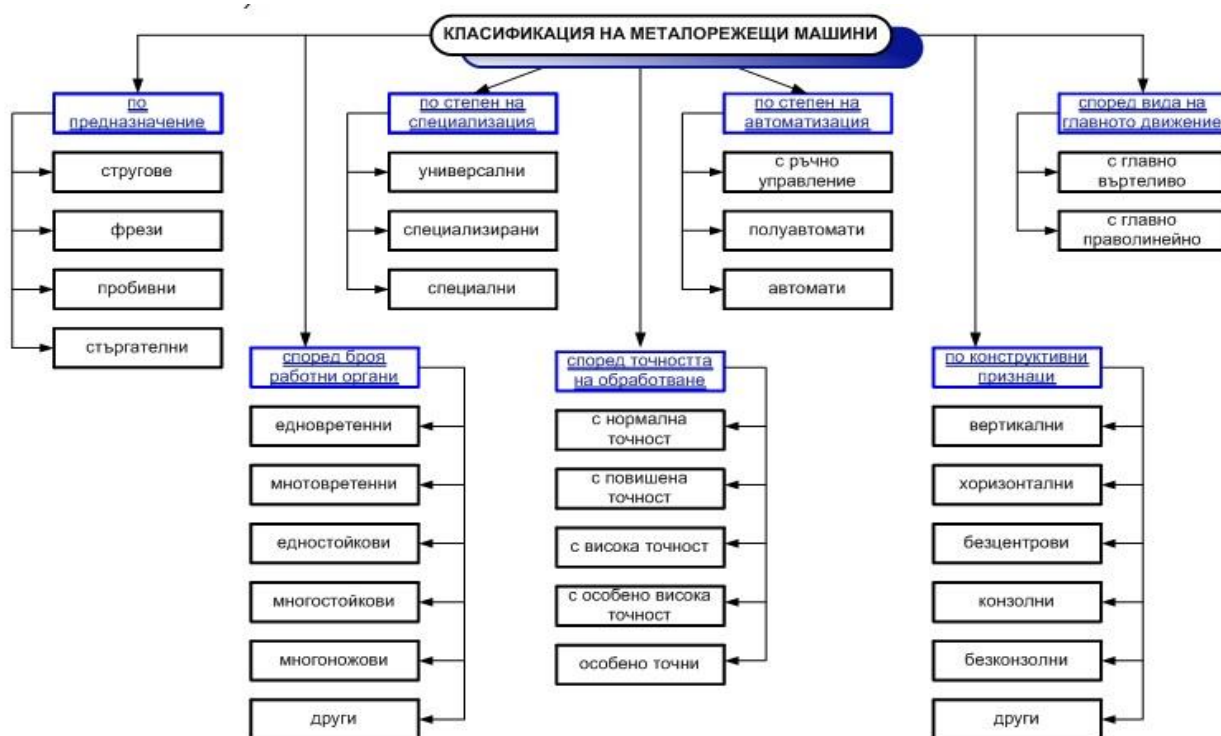 КЛАСИФИКАЦИЯ НА МЕТАЛОРЕЖЕЩИ МАШИНИ
по
предназначение
стругове
фрези
пробивни
стъргателни
по степен на
специализация
универсални
специализирани
специални
по степен на
автоматизация
с ръчно
управление
полуавтомати
автомати
според вида на
главното движение
с главно
въртеливо
с главно
праволинейно
според броя
работни органи
едновретенни
мнотовретенни
едностойкови
многостойкови
многоножови
други
според точността
на обработване
с нормална
точност
с повишена
точност
с висока точност
с особено висока
точност
особено точни
по конструктивни
признаци
вертикални
хоризонтални
безцентрови
конзолни
безконзолни
други